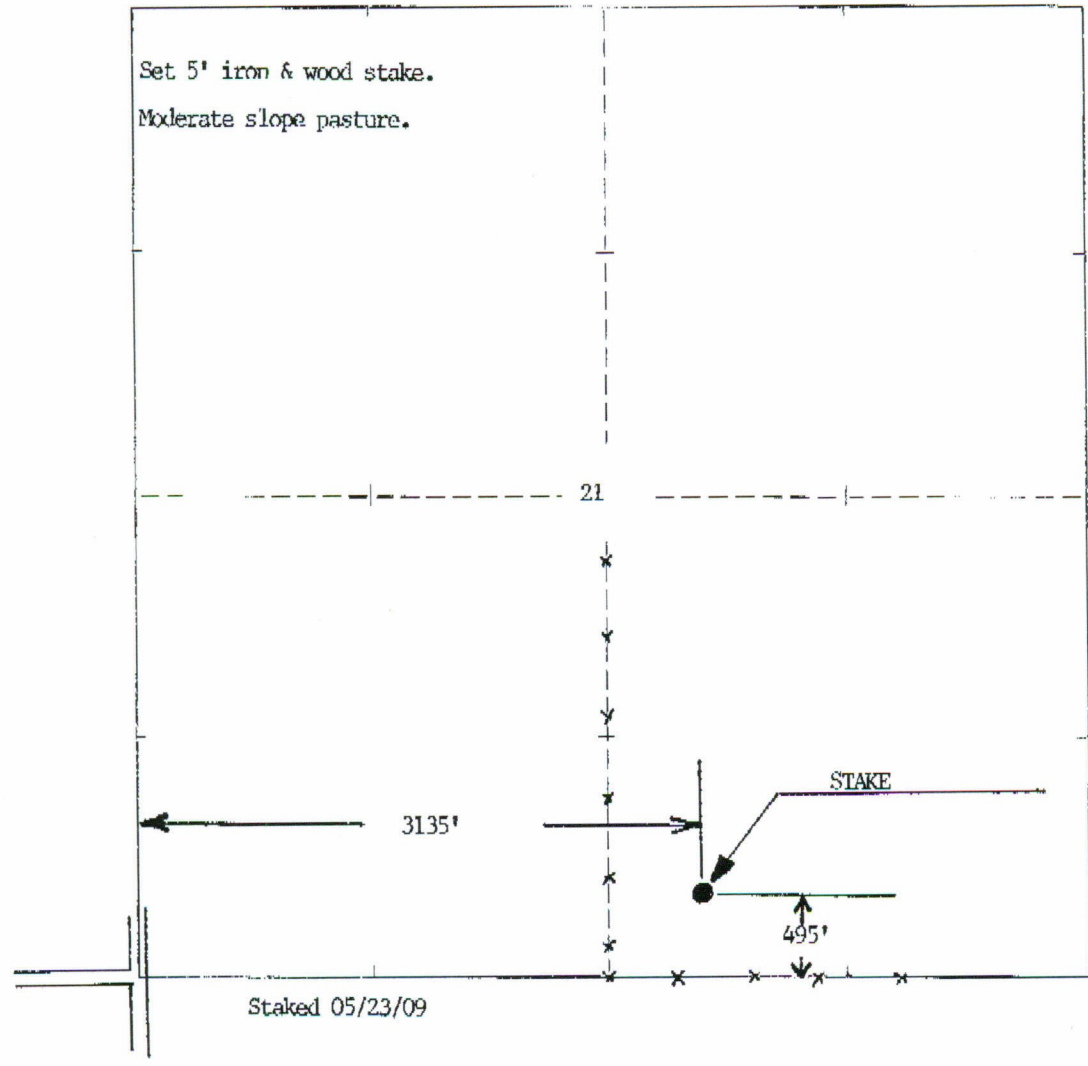 Set 5' iron & wood stake.
Moderate slope pasture.
21
STAKE
3135'
495'
Staked 05/23/09